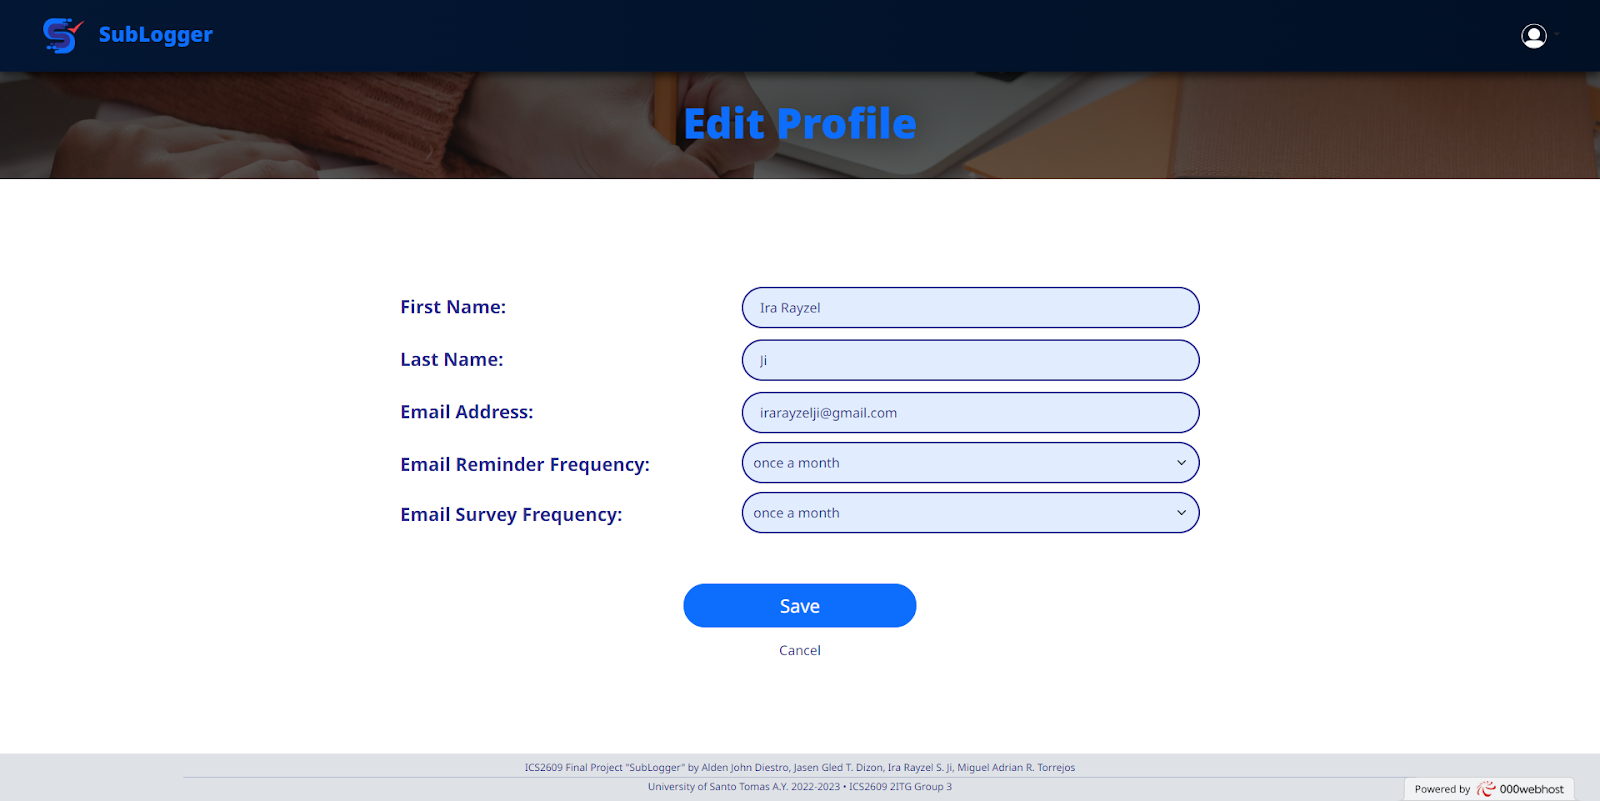 SubLogger
Edit Profile
First Name:
Ira Rayzel
Last Name:
Ji
Email Address:
irarayzelji@gmail.com
Email Reminder Frequency:
once a month
Email Survey Frequency:
once a month
Save
Cancel
ICS2609 Final Project "SubLogger" by Alden John Diestro, Jasen Gled T. Dizon, Ira Rayzel S. Ji, Miguel Adrian R. Torrejos
University of Santo Tomas A.Y. 2022-2023 • ICS2609 2ITG Group 3
Powered by 000webhost